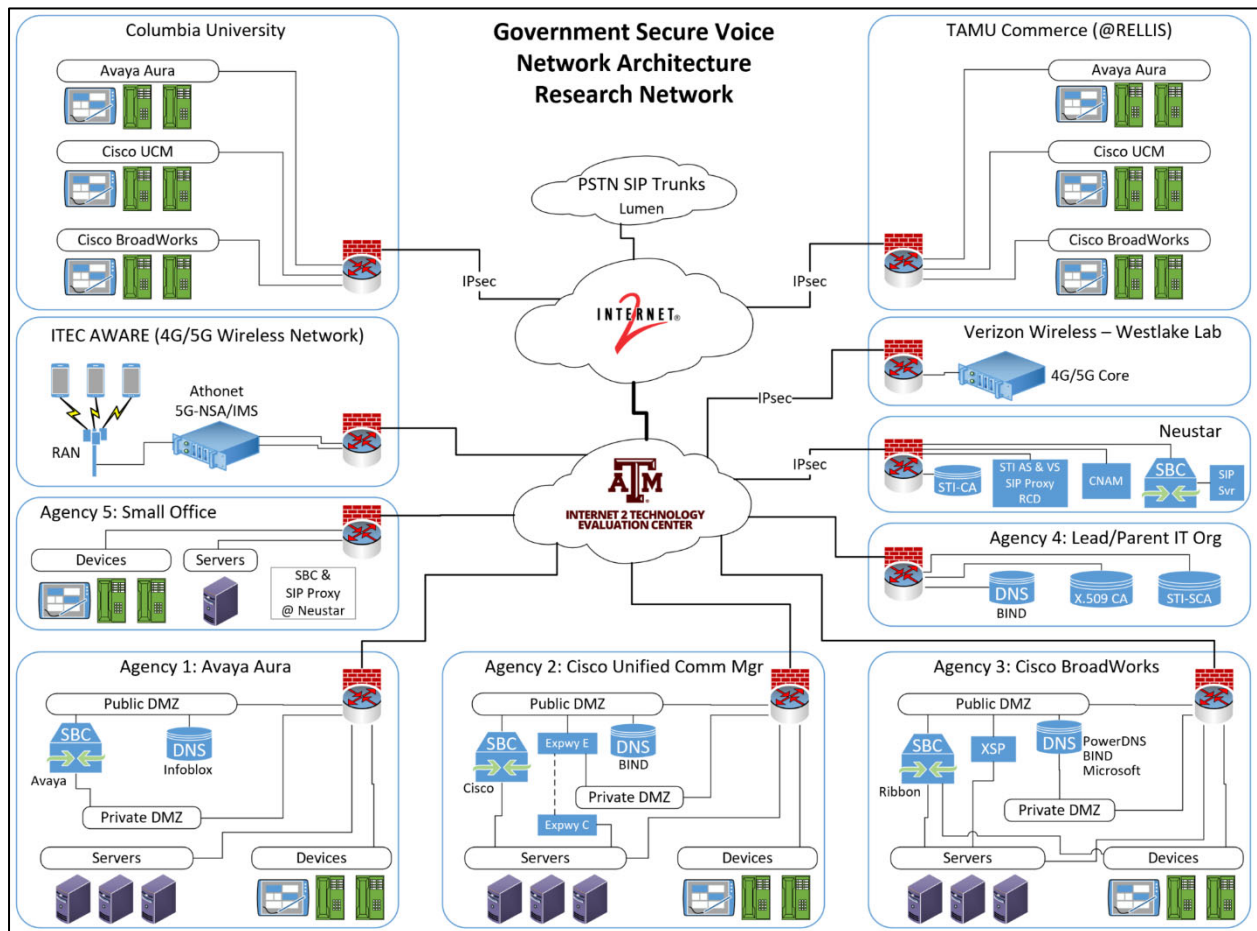 Government Secure Voice
Network Architecture
Research Network
Columbia University
Avaya Aura
Cisco UCM
Cisco BroadWorks
IPsec
PSTN SIP Trunks
Lumen
INTERNET®
2
TAMU Commerce (@RELLIS)
Avaya Aura
Cisco UCM
Cisco BroadWorks
IPsec
ITEC AWARE (4G/5G Wireless Network)
Athonet
5G-NSA/IMS
RAN
Verizon Wireless – Westlake Lab
4G/5G Core
IPsec
Neustar
IPsec
STI-CA
STI AS & VS
SIP Proxy
RCD
CNAM
SBC
SIP
Svr
ATM
INTERNET 2 TECHNOLOGY
EVALUATION CENTER
Agency 5: Small Office
Devices
Servers
SBC &
SIP Proxy
@ Neustar
Agency 4: Lead/Parent IT Org
DNS
BIND
X.509 CA
STI-SCA
Agency 1: Avaya Aura
Public DMZ
SBC
Avaya
DNS
Infoblox
Private DMZ
Servers
Devices
Agency 2: Cisco Unified Comm Mgr
Public DMZ
SBC
Cisco
Expwy E
DNS
BIND
Private DMZ
Expwy C
Servers
Devices
Agency 3: Cisco BroadWorks
Public DMZ
SBC
Ribbon
XSP
DNS
PowerDNS
BIND
Microsoft
Private DMZ
Servers
Devices